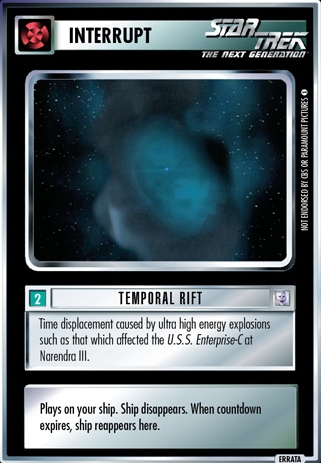 INTERRUPT
STAR TREK
THE NEXT GENERATION
NOT ENDORSED BY CBS OR PARAMOUNT PICTURES
2
TEMPORAL RIFT
Time displacement caused by ultra high energy explosions
such as that which affected the U.S.S. Enterprise-C at
Narendra III.
Plays on your ship. Ship disappears. When countdown
expires, ship reappears here.
ERRATA